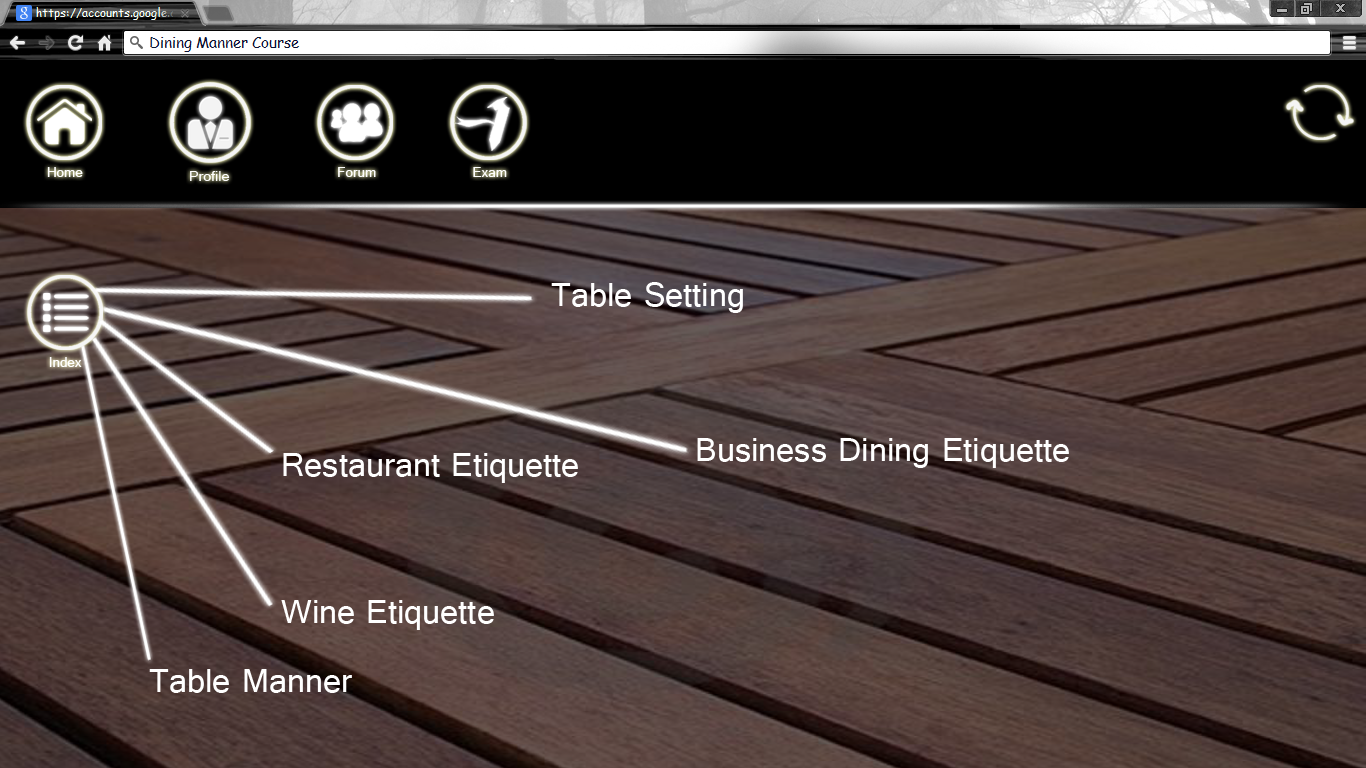 https://accounts.google.
Dining Manner Course
Home
Profile
Forum
Exam
Index
Table Setting
Business Dining Etiquette
Restaurant Etiquette
Wine Etiquette
Table Manner